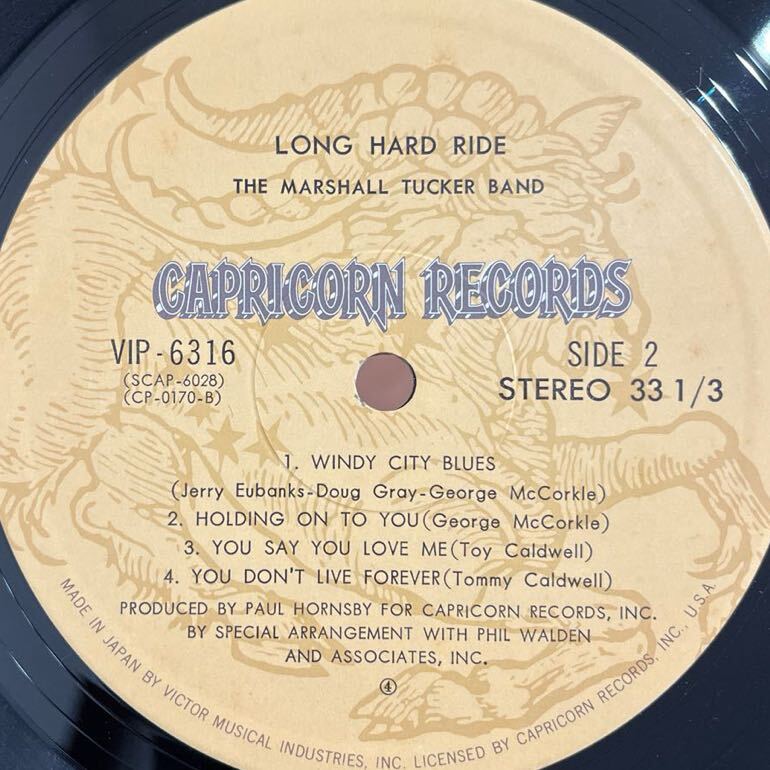 LONG HARD RIDE
THE MARSHALL TUCKER BAND
CAPRICORN RECORDS
VIP-6316
(SCAP-6028)
(CP-0170-B)
SIDE 2
STEREO 33 1/3
1. WINDY CITY BLUES
(Jerry Eubanks-Doug Gray-George McCorkle)
2. HOLDING ON TO YOU(George McCorkle)
3. YOU SAY YOU LOVE ME(Toy Caldwell)
4. YOU DON'T LIVE FOREVER(Tommy Caldwell)
PRODUCED BY PAUL HORNSBY FOR CAPRICORN RECORDS, INC.
BY SPECIAL ARRANGEMENT WITH PHIL WALDEN
AND ASSOCIATES, INC.
④
MADE IN JAPAN BY VICTOR MUSICAL INDUSTRIES, INC. LICENSED BY CAPRICORN RECORDS, INC., U.S.A.